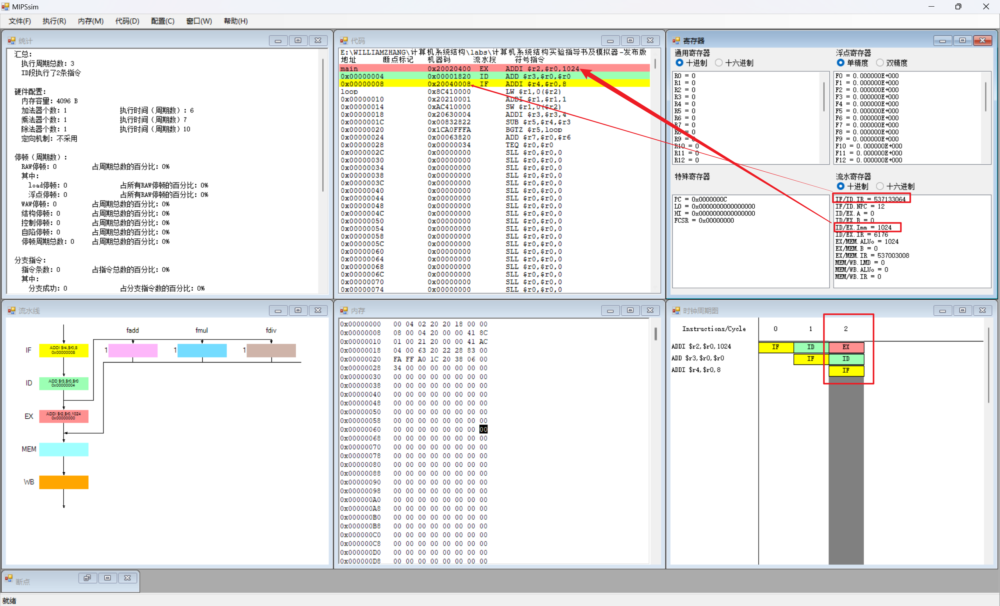 MIPSsim
文件(F) 执行(R) 内存(M) 代码(D) 配置(C) 窗口(W) 帮助(H)
统计
汇总:
执行周期总数: 3
ID段执行了2条指令
硬件配置:
内存容量: 4096 B
加法器个数: 1 执行时间(周期数): 6
乘法器个数: 1 执行时间(周期数) 7
除法器个数: 1 执行时间(周期数) 10
定向机制: 不采用
停顿(周期数):
RAW停顿: 0 占周期总数的百分比: 0%
其中:
load停顿: 0 占所有RAW停顿的百分比: 0%
浮点停顿: 0 占所有RAW停顿的百分比: 0%
WAW停顿: 0 占周期总数的百分比: 0%
结构停顿: 0 占周期总数的百分比: 0%
控制停顿: 0 占周期总数的百分比: 0%
自陷停顿: 0 占周期总数的百分比: 0%
停顿周期总数: 0 占周期总数的百分比: 0%
分支指令:
指令条数: 0 占指令总数的百分比: 0%
其中:
分支成功: 0 占分支指令数的百分比: 0%
代码
E:\WILLIAMZHANG\计算机系统结构\labs\计算机系统结构实验指导书及模拟器-发布版
地址 断点标记 机器码 流水段 符号指令
main 0x20020400 EX ADDI $r2,$r0,1024
0x00000004 0x00001820 ID ADD $r3,$r0,$r0
0x00000008 0x20040008 IF ADDI $r4,$r0,8
loop 0x8C410000 LW $r1,0($r2)
0x00000010 0x20210001 ADDI $r1,$r1,1
0x00000014 0xAC410000 SW $r1,0($r2)
0x00000018 0x20630004 ADDI $r3,$r3,4
0x0000001C 0x00832822 SUB $r5,$r4,$r3
0x00000020 0x1CA0FFFA BGTZ $r5,loop
0x00000024 0x00063820 ADD $r7,$r0,$r6
0x00000028 0x00000034 TEQ $r0,$r0
0x0000002C 0x00000000 SLL $r0,$r0,0
0x00000030 0x00000000 SLL $r0,$r0,0
0x00000034 0x00000000 SLL $r0,$r0,0
0x00000038 0x00000000 SLL $r0,$r0,0
0x0000003C 0x00000000 SLL $r0,$r0,0
0x00000040 0x00000000 SLL $r0,$r0,0
0x00000044 0x00000000 SLL $r0,$r0,0
0x00000048 0x00000000 SLL $r0,$r0,0
0x0000004C 0x00000000 SLL $r0,$r0,0
0x00000050 0x00000000 SLL $r0,$r0,0
0x00000054 0x00000000 SLL $r0,$r0,0
0x00000058 0x00000000 SLL $r0,$r0,0
0x0000005C 0x00000000 SLL $r0,$r0,0
0x00000060 0x00000000 SLL $r0,$r0,0
0x00000064 0x00000000 SLL $r0,$r0,0
0x00000068 0x00000000 SLL $r0,$r0,0
0x0000006C 0x00000000 SLL $r0,$r0,0
0x00000070 0x00000000 SLL $r0,$r0,0
0x00000074 0x00000000 SLL $r0,$r0,0
寄存器
通用寄存器
十进制 十六进制
R0 = 0
R1 = 0
R2 = 0
R3 = 0
R4 = 0
R5 = 0
R6 = 0
R7 = 0
R8 = 0
R9 = 0
R10 = 0
R11 = 0
R12 = 0
浮点寄存器
单精度 双精度
F0 = 0.000000E+000
F1 = 0.000000E+000
F2 = 0.000000E+000
F3 = 0.000000E+000
F4 = 0.000000E+000
F5 = 0.000000E+000
F6 = 0.000000E+000
F7 = 0.000000E+000
F8 = 0.000000E+000
F9 = 0.000000E+000
F10 = 0.000000E+000
F11 = 0.000000E+000
F12 = 0.000000E+000
特殊寄存器
PC = 0x0000000C
LO = 0x0000000000000000
HI = 0x0000000000000000
FCSR = 0x00000000
流水寄存器
十进制 十六进制
IF/ID.IR = 537133064
IF/ID.NPC = 12
ID/EX.A = 0
ID/EX.B = 0
ID/EX.Imm = 1024
ID/EX.IR = 6176
EX/MEM.ALUo = 1024
EX/MEM.B = 0
EX/MEM.IR = 537003008
MEM/WB.LMD = 0
MEM/WB.ALUo = 0
MEM/WB.IR = 0
流水线
fadd fmul fdiv
IF ADDI $r4,$r0,8
0x00000008
1 1 1
ID ADD $r3,$r0,$r0
0x00000004
EX ADDI $r2,$r0,1024
0x00000000
MEM
WB
内存
0x00000000 00 04 02 20 20 18 00 00
0x00000008 08 00 04 20 00 00 41 8C
0x00000010 01 00 21 20 00 00 41 AC
0x00000018 04 00 63 20 22 28 83 00
0x00000020 FA FF A0 1C 20 38 06 00
0x00000028 34 00 00 00 00 00 00 00
0x00000030 00 00 00 00 00 00 00 00
0x00000038 00 00 00 00 00 00 00 00
0x00000040 00 00 00 00 00 00 00 00
0x00000048 00 00 00 00 00 00 00 00
0x00000050 00 00 00 00 00 00 00 00
0x00000058 00 00 00 00 00 00 00 00
0x00000060 00 00 00 00 00 00 00 00
0x00000068 00 00 00 00 00 00 00 00
0x00000070 00 00 00 00 00 00 00 00
0x00000078 00 00 00 00 00 00 00 00
0x00000080 00 00 00 00 00 00 00 00
0x00000088 00 00 00 00 00 00 00 00
0x00000090 00 00 00 00 00 00 00 00
0x00000098 00 00 00 00 00 00 00 00
0x000000A0 00 00 00 00 00 00 00 00
0x000000A8 00 00 00 00 00 00 00 00
0x000000B0 00 00 00 00 00 00 00 00
0x000000B8 00 00 00 00 00 00 00 00
0x000000C0 00 00 00 00 00 00 00 00
0x000000C8 00 00 00 00 00 00 00 00
0x000000D0 00 00 00 00 00 00 00 00
0x000000D8 00 00 00 00 00 00 00 00
时钟周期图
Instructions/Cycle 0 1 2
ADDI $r2,$r0,1024 IF ID EX
ADD $r3,$r0,$r0 IF ID
ADDI $r4,$r0,8 IF
断点
就绪